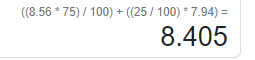 ((8.56 * 75) / 100) + ((25 / 100) * 7.94) =
8.405